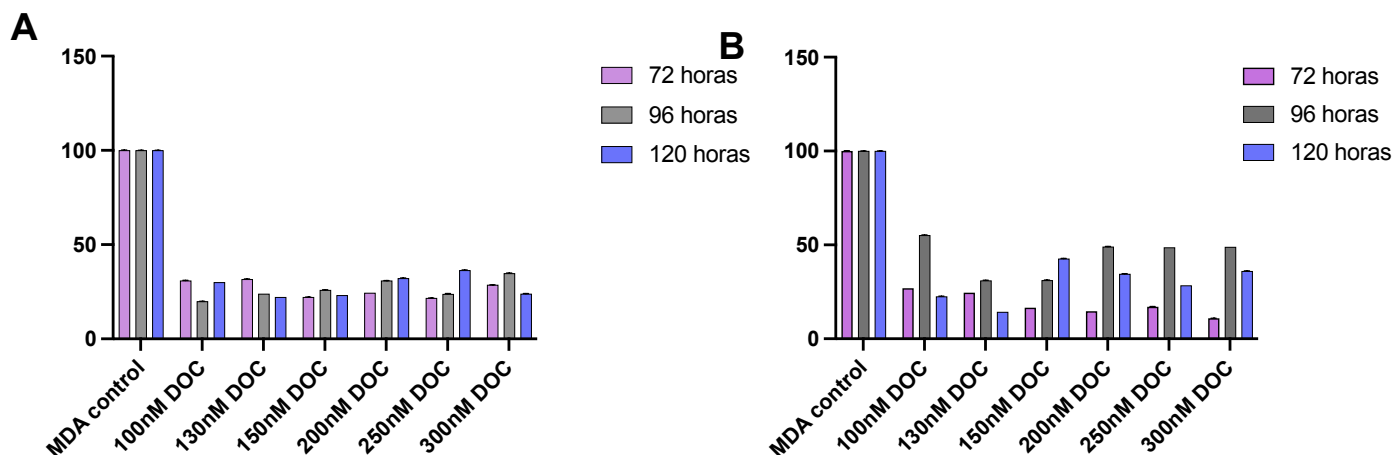 A
150
100
50
0
72 horas
96 horas
120 horas
MDA control
100nM DOC
130nM DOC
150nM DOC
200nM DOC
250nM DOC
300nM DOC
B
150
100
50
0
72 horas
96 horas
120 horas
MDA control
100nM DOC
130nM DOC
150nM DOC
200nM DOC
250nM DOC
300nM DOC